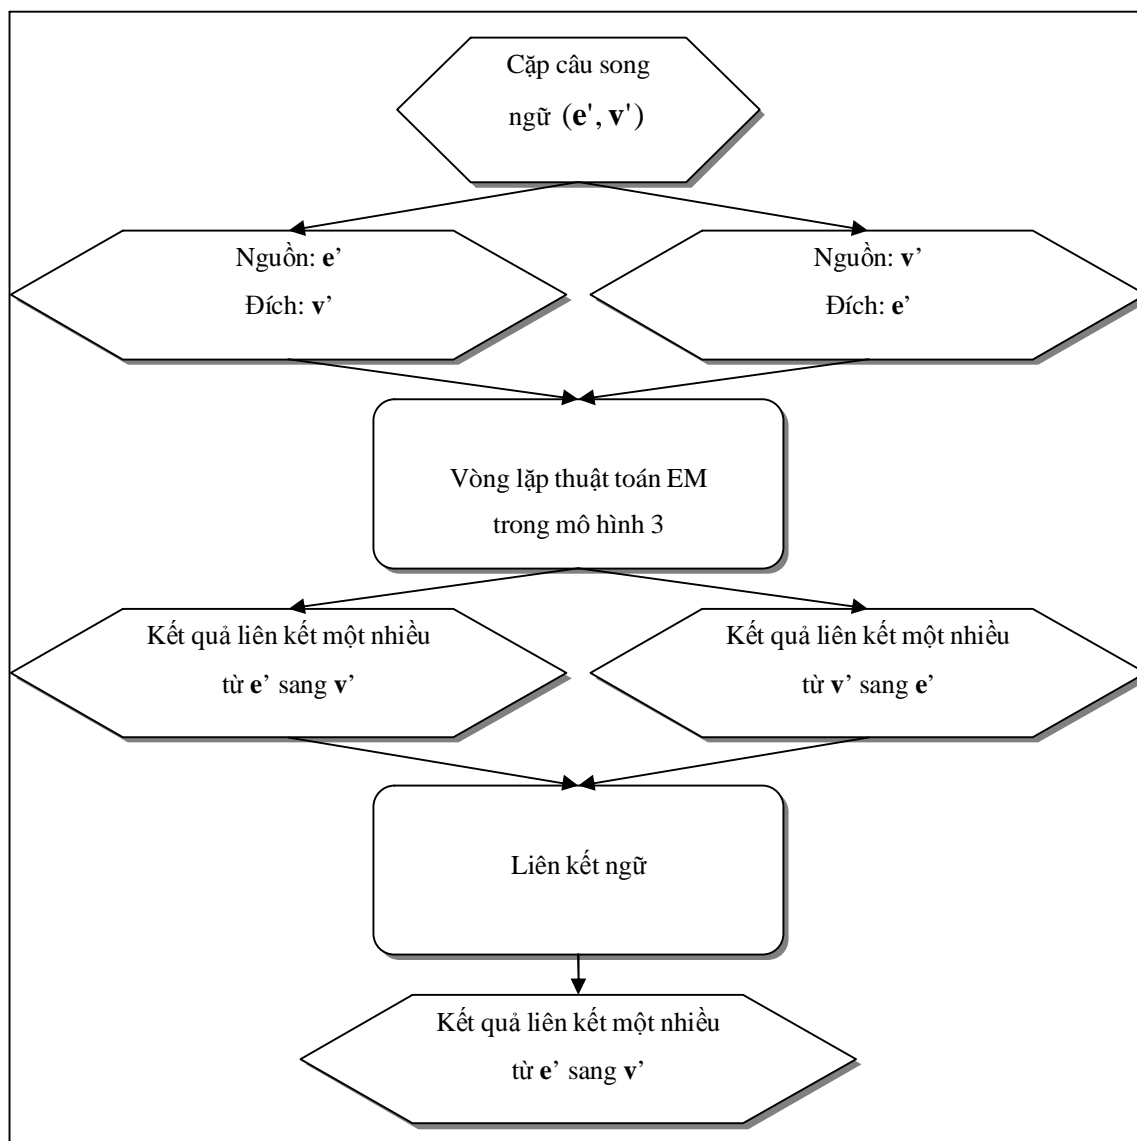 Cặp câu song
ngữ (e', v')
Nguồn: e’
Đích: v’
Nguồn: v’
Đích: e’
Vòng lặp thuật toán EM
trong mô hình 3
Kết quả liên kết một nhiều
từ e’ sang v’
Kết quả liên kết một nhiều
từ v’ sang e’
Liên kết ngữ
Kết quả liên kết một nhiều
từ e’ sang v’